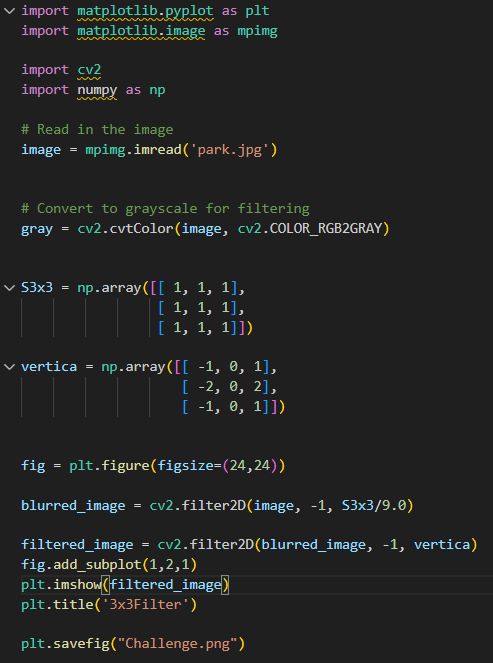 import matplotlib.pyplot as plt
import matplotlib.image as mpimg
import cv2
import numpy as np
# Read in the image
image = mpimg.imread('park.jpg')
# Convert to grayscale for filtering
gray = cv2.cvtColor(image, cv2.COLOR_RGB2GRAY)
S3x3 = np.array([[ 1, 1, 1],
[ 1, 1, 1],
[ 1, 1, 1]])
vertica = np.array([[ -1, 0, 1],
[ -2, 0, 2],
[ -1, 0, 1]])
fig = plt.figure(figsize=(24,24))
blurred_image = cv2.filter2D(image, -1, S3x3/9.0)
filtered_image = cv2.filter2D(blurred_image, -1, vertica)
fig.add_subplot(1,2,1)
plt.imshow(filtered_image)
plt.title('3x3Filter')
plt.savefig("Challenge.png")